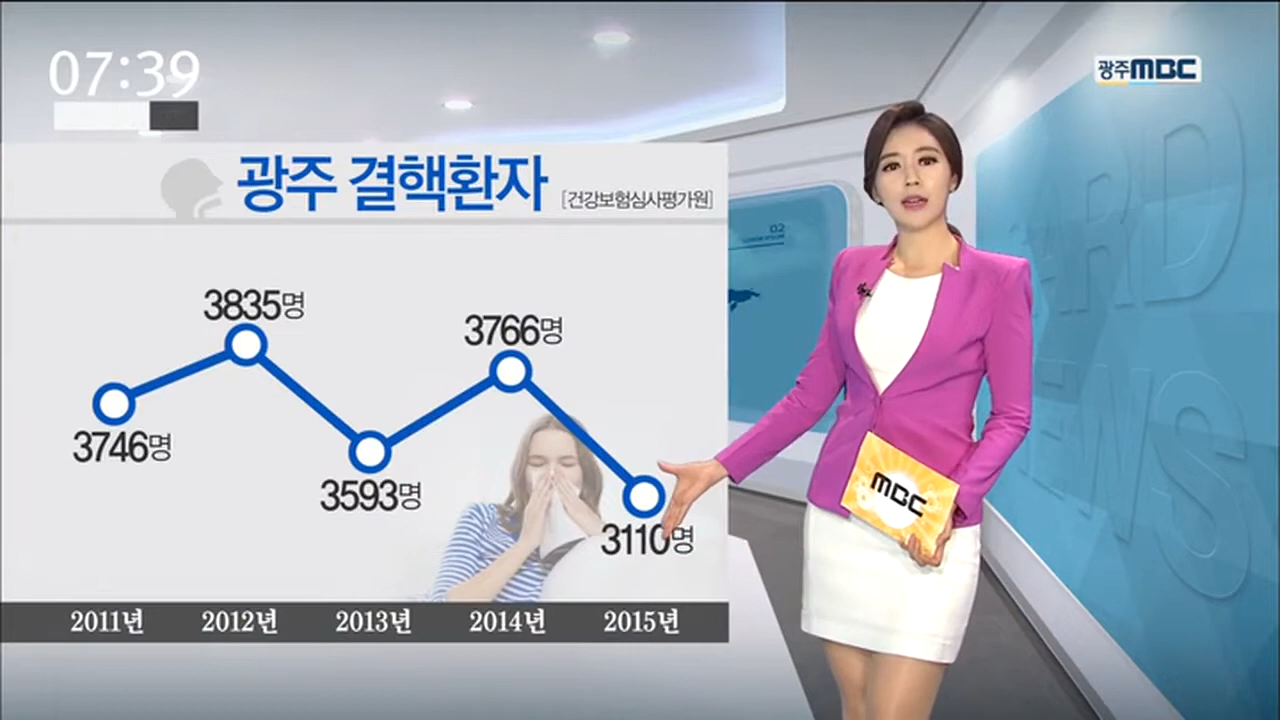 07:39
광주MBC
광주 결핵환자
[건강보험심사평가원]
02
3835명
3766명
3746명
3593명
3110명
MBC
2011년 2012년 2013년 2014년 2015년